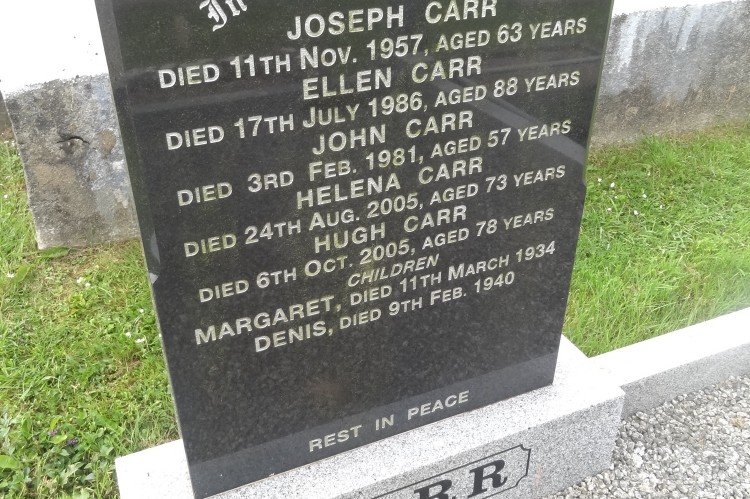 In
JOSEPH CARR
DIED 11TH NOV. 1957, AGED 63 YEARS
ELLEN CARR
DIED 17TH JULY 1986, AGED 88 YEARS
JOHN CARR
DIED 3RD FEB. 1981, AGED 57 YEARS
HELENA CARR
DIED 24TH AUG. 2005, AGED 73 YEARS
HUGH CARR
DIED 6TH OCT. 2005, AGED 78 YEARS
CHILDREN
MARGARET, DIED 11TH MARCH 1934
DENIS, DIED 9TH FEB. 1940
REST IN PEACE